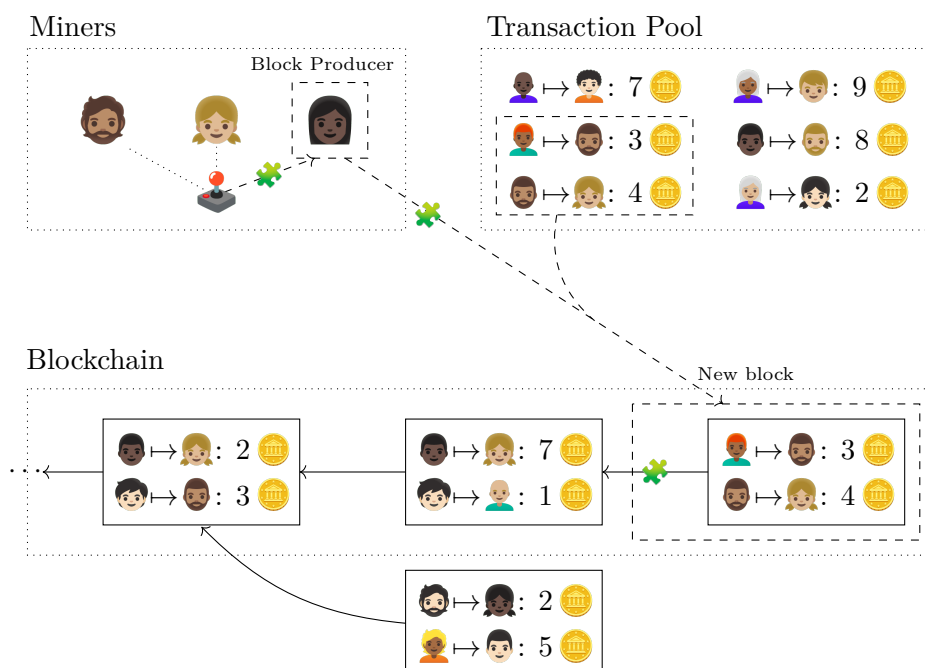 Miners
Transaction Pool
Block Producer
↦ : 7
↦ : 9
↦ : 3
↦ : 8
↦ : 4
↦ : 2
Blockchain
New block
...
↦ : 2
↦ : 3
↦ : 7
↦ : 1
↦ : 3
↦ : 4
↦ : 2
↦ : 5